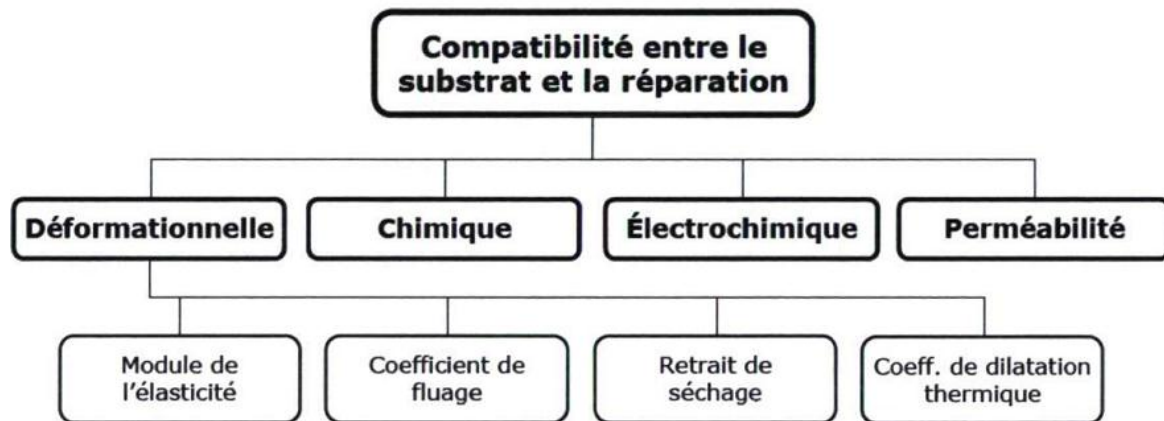 Compatibilité entre le
substrat et la réparation
Déformationnelle
Chimique
Électrochimique
Perméabilité
Module de
l'élasticité
Coefficient de
fluage
Retrait de
séchage
Coeff. de dilatation
thermique